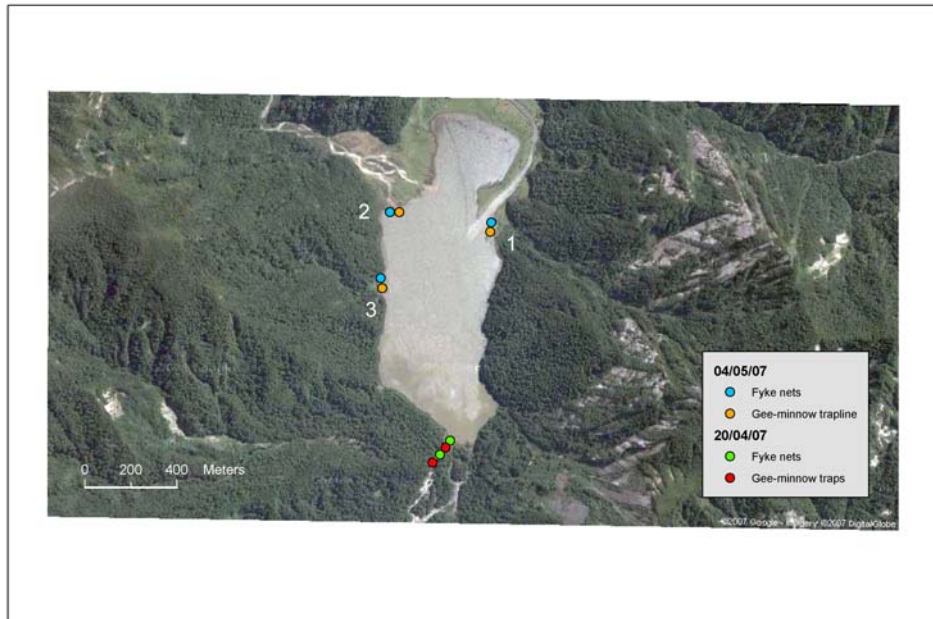 2
1
3
04/05/07
Fyke nets
Gee-minnow trapline
20/04/07
Fyke nets
Gee-minnow traps
0 200 400 Meters
©2007 Google - Imagery ©2007 DigitalGlobe